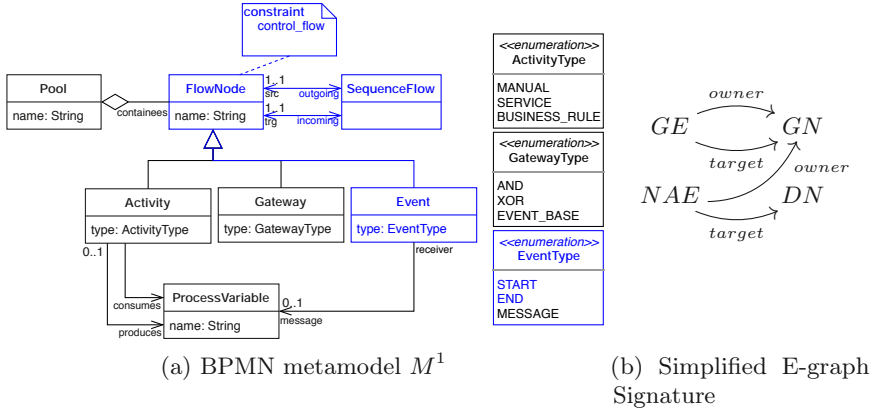 constraint
control_flow
Pool
name: String
containees
FlowNode
name: String
1..1
src
outgoing
1..1
trg
incoming
SequenceFlow
Activity
type: ActivityType
Gateway
type: GatewayType
Event
type: EventType
0..1
consumes
produces
ProcessVariable
name: String
receiver
0..1
message
<<enumeration>>
ActivityType
MANUAL
SERVICE
BUSINESS_RULE
<<enumeration>>
GatewayType
AND
XOR
EVENT_BASE
<<enumeration>>
EventType
START
END
MESSAGE
owner
GE GN
target
owner
NAE DN
target
(a) BPMN metamodel M¹
(b) Simplified E-graph
Signature